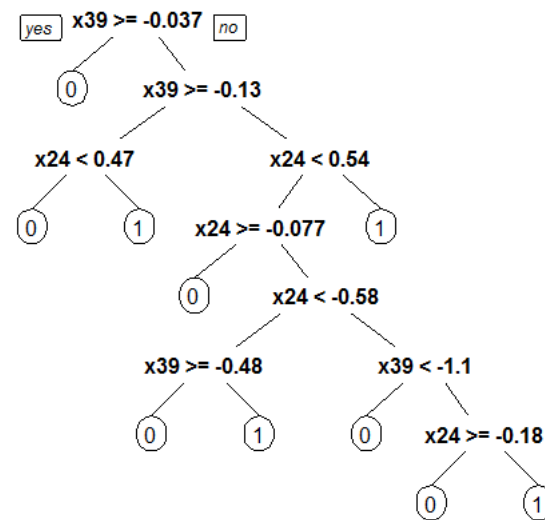 yes x39 >= -0.037 no
0 x39 >= -0.13
x24 < 0.47 x24 < 0.54
0 1 x24 >= -0.077 1
0 x24 < -0.58
x39 >= -0.48 x39 < -1.1
0 1 0 x24 >= -0.18
0 1